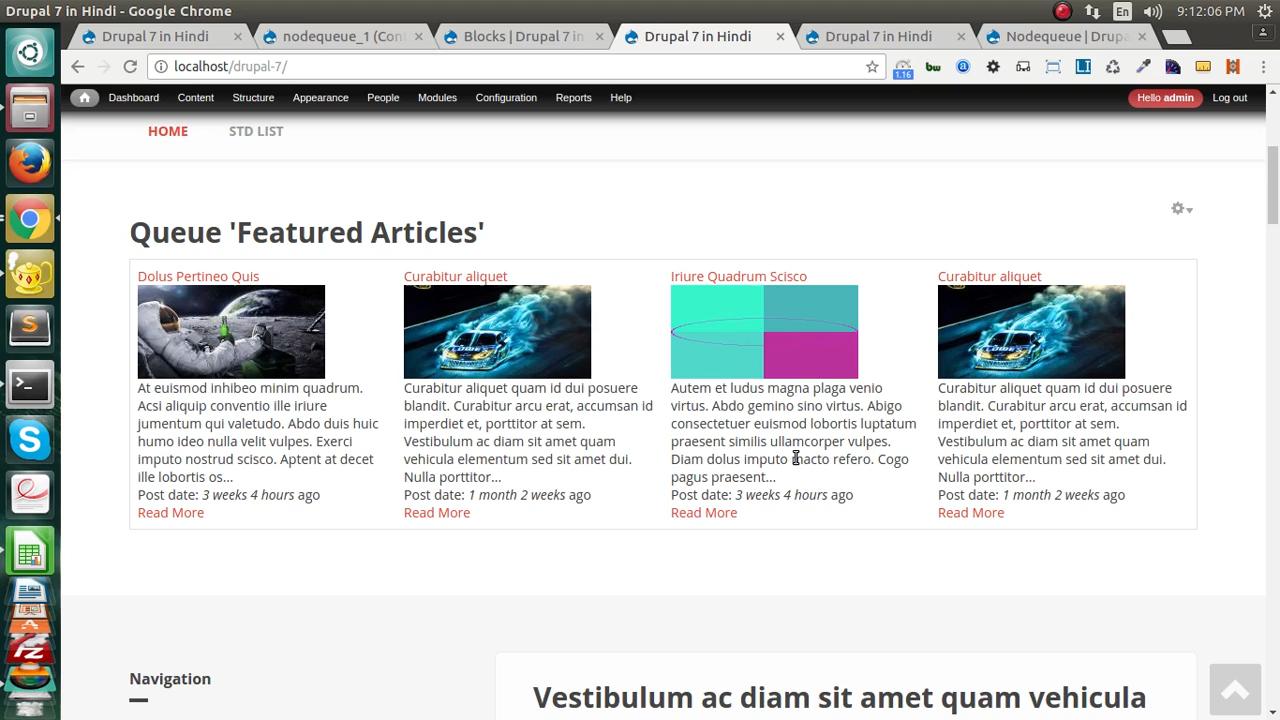 Drupal 7 in Hindi - Google Chrome
En
9:12:06 PM
Drupal 7 in Hindi
nodequeue_1 (Con
Blocks | Drupal 7 in
Drupal 7 in Hindi
Drupal 7 in Hindi
Nodequeue | Drupa
localhost/drupal-7/
1.16
bw
LI
Dashboard
Content
Structure
Appearance
People
Modules
Configuration
Reports
Help
Hello admin
Log out
HOME
STD LIST
Queue 'Featured Articles'
Dolus Pertineo Quis
At euismod inhibeo minim quadrum.
Acsi aliquip conventio ille iriure
jumentum qui valetudo. Abdo duis huic
humo ideo nulla velit vulpes. Exerci
imputo nostrud scisco. Aptent at decet
ille lobortis os...
Post date: 3 weeks 4 hours ago
Read More
Curabitur aliquet
Curabitur aliquet quam id dui posuere
blandit. Curabitur arcu erat, accumsan id
imperdiet et, porttitor at sem.
Vestibulum ac diam sit amet quam
vehicula elementum sed sit amet dui.
Nulla porttitor...
Post date: 1 month 2 weeks ago
Read More
Iriure Quadrum Scisco
Autem et ludus magna plaga venio
virtus. Abdo gemino sino virtus. Abigo
consectetuer euismod lobortis luptatum
praesent similis ullamcorper vulpes.
Diam dolus imputo macto refero. Cogo
pagus praesent...
Post date: 3 weeks 4 hours ago
Read More
Curabitur aliquet
Curabitur aliquet quam id dui posuere
blandit. Curabitur arcu erat, accumsan id
imperdiet et, porttitor at sem.
Vestibulum ac diam sit amet quam
vehicula elementum sed sit amet dui.
Nulla porttitor...
Post date: 1 month 2 weeks ago
Read More
Navigation
Vestibulum ac diam sit amet quam vehicula